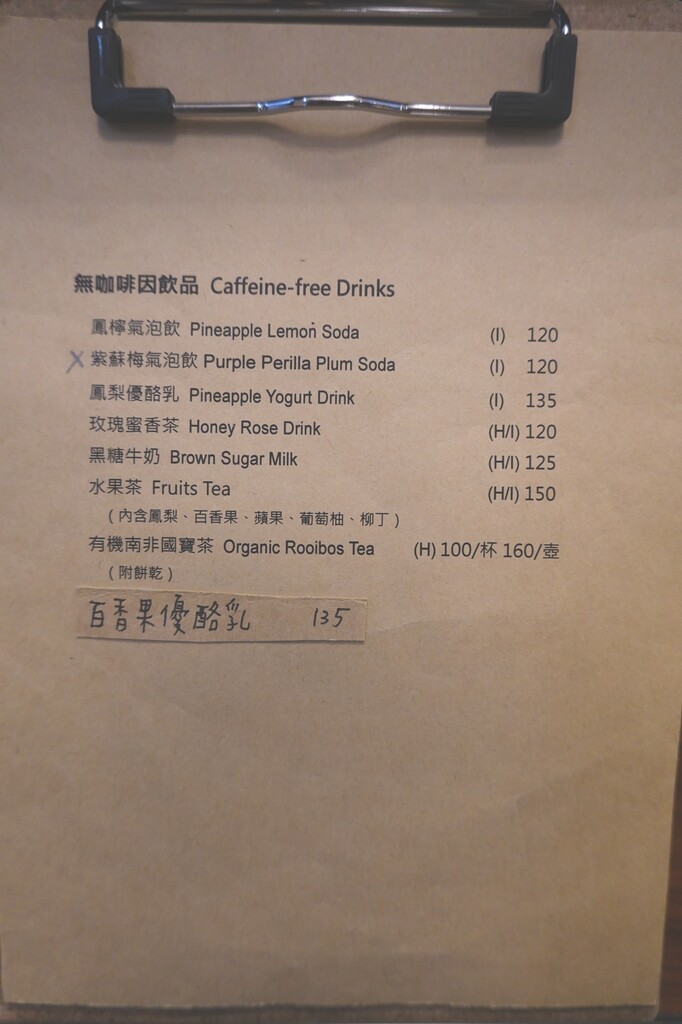 無咖啡因飲品 Caffeine-free Drinks
鳳檸氣泡飲 Pineapple Lemon Soda (I) 120
X 紫蘇梅氣泡飲 Purple Perilla Plum Soda (I) 120
鳳梨優酪乳 Pineapple Yogurt Drink (I) 135
玫瑰蜜香茶 Honey Rose Drink (H/I) 120
黑糖牛奶 Brown Sugar Milk (H/I) 125
水果茶 Fruits Tea (H/I) 150
（內含鳳梨、百香果、蘋果、葡萄柚、柳丁）
有機南非國寶茶 Organic Rooibos Tea (H) 100/杯 160/壺
（附餅乾）
百香果優酪乳 135